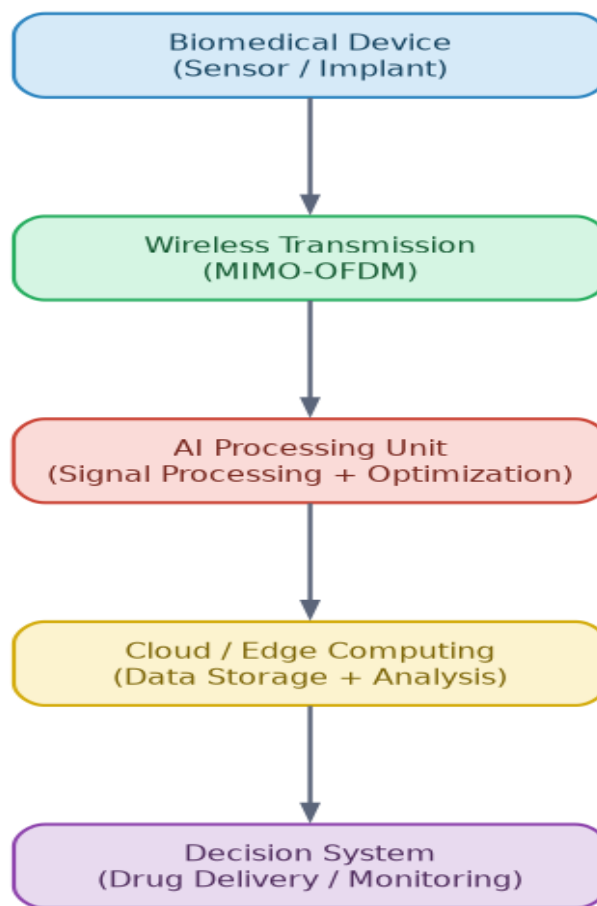 Biomedical Device
(Sensor / Implant)
Wireless Transmission
(MIMO-OFDM)
AI Processing Unit
(Signal Processing + Optimization)
Cloud / Edge Computing
(Data Storage + Analysis)
Decision System
(Drug Delivery / Monitoring)